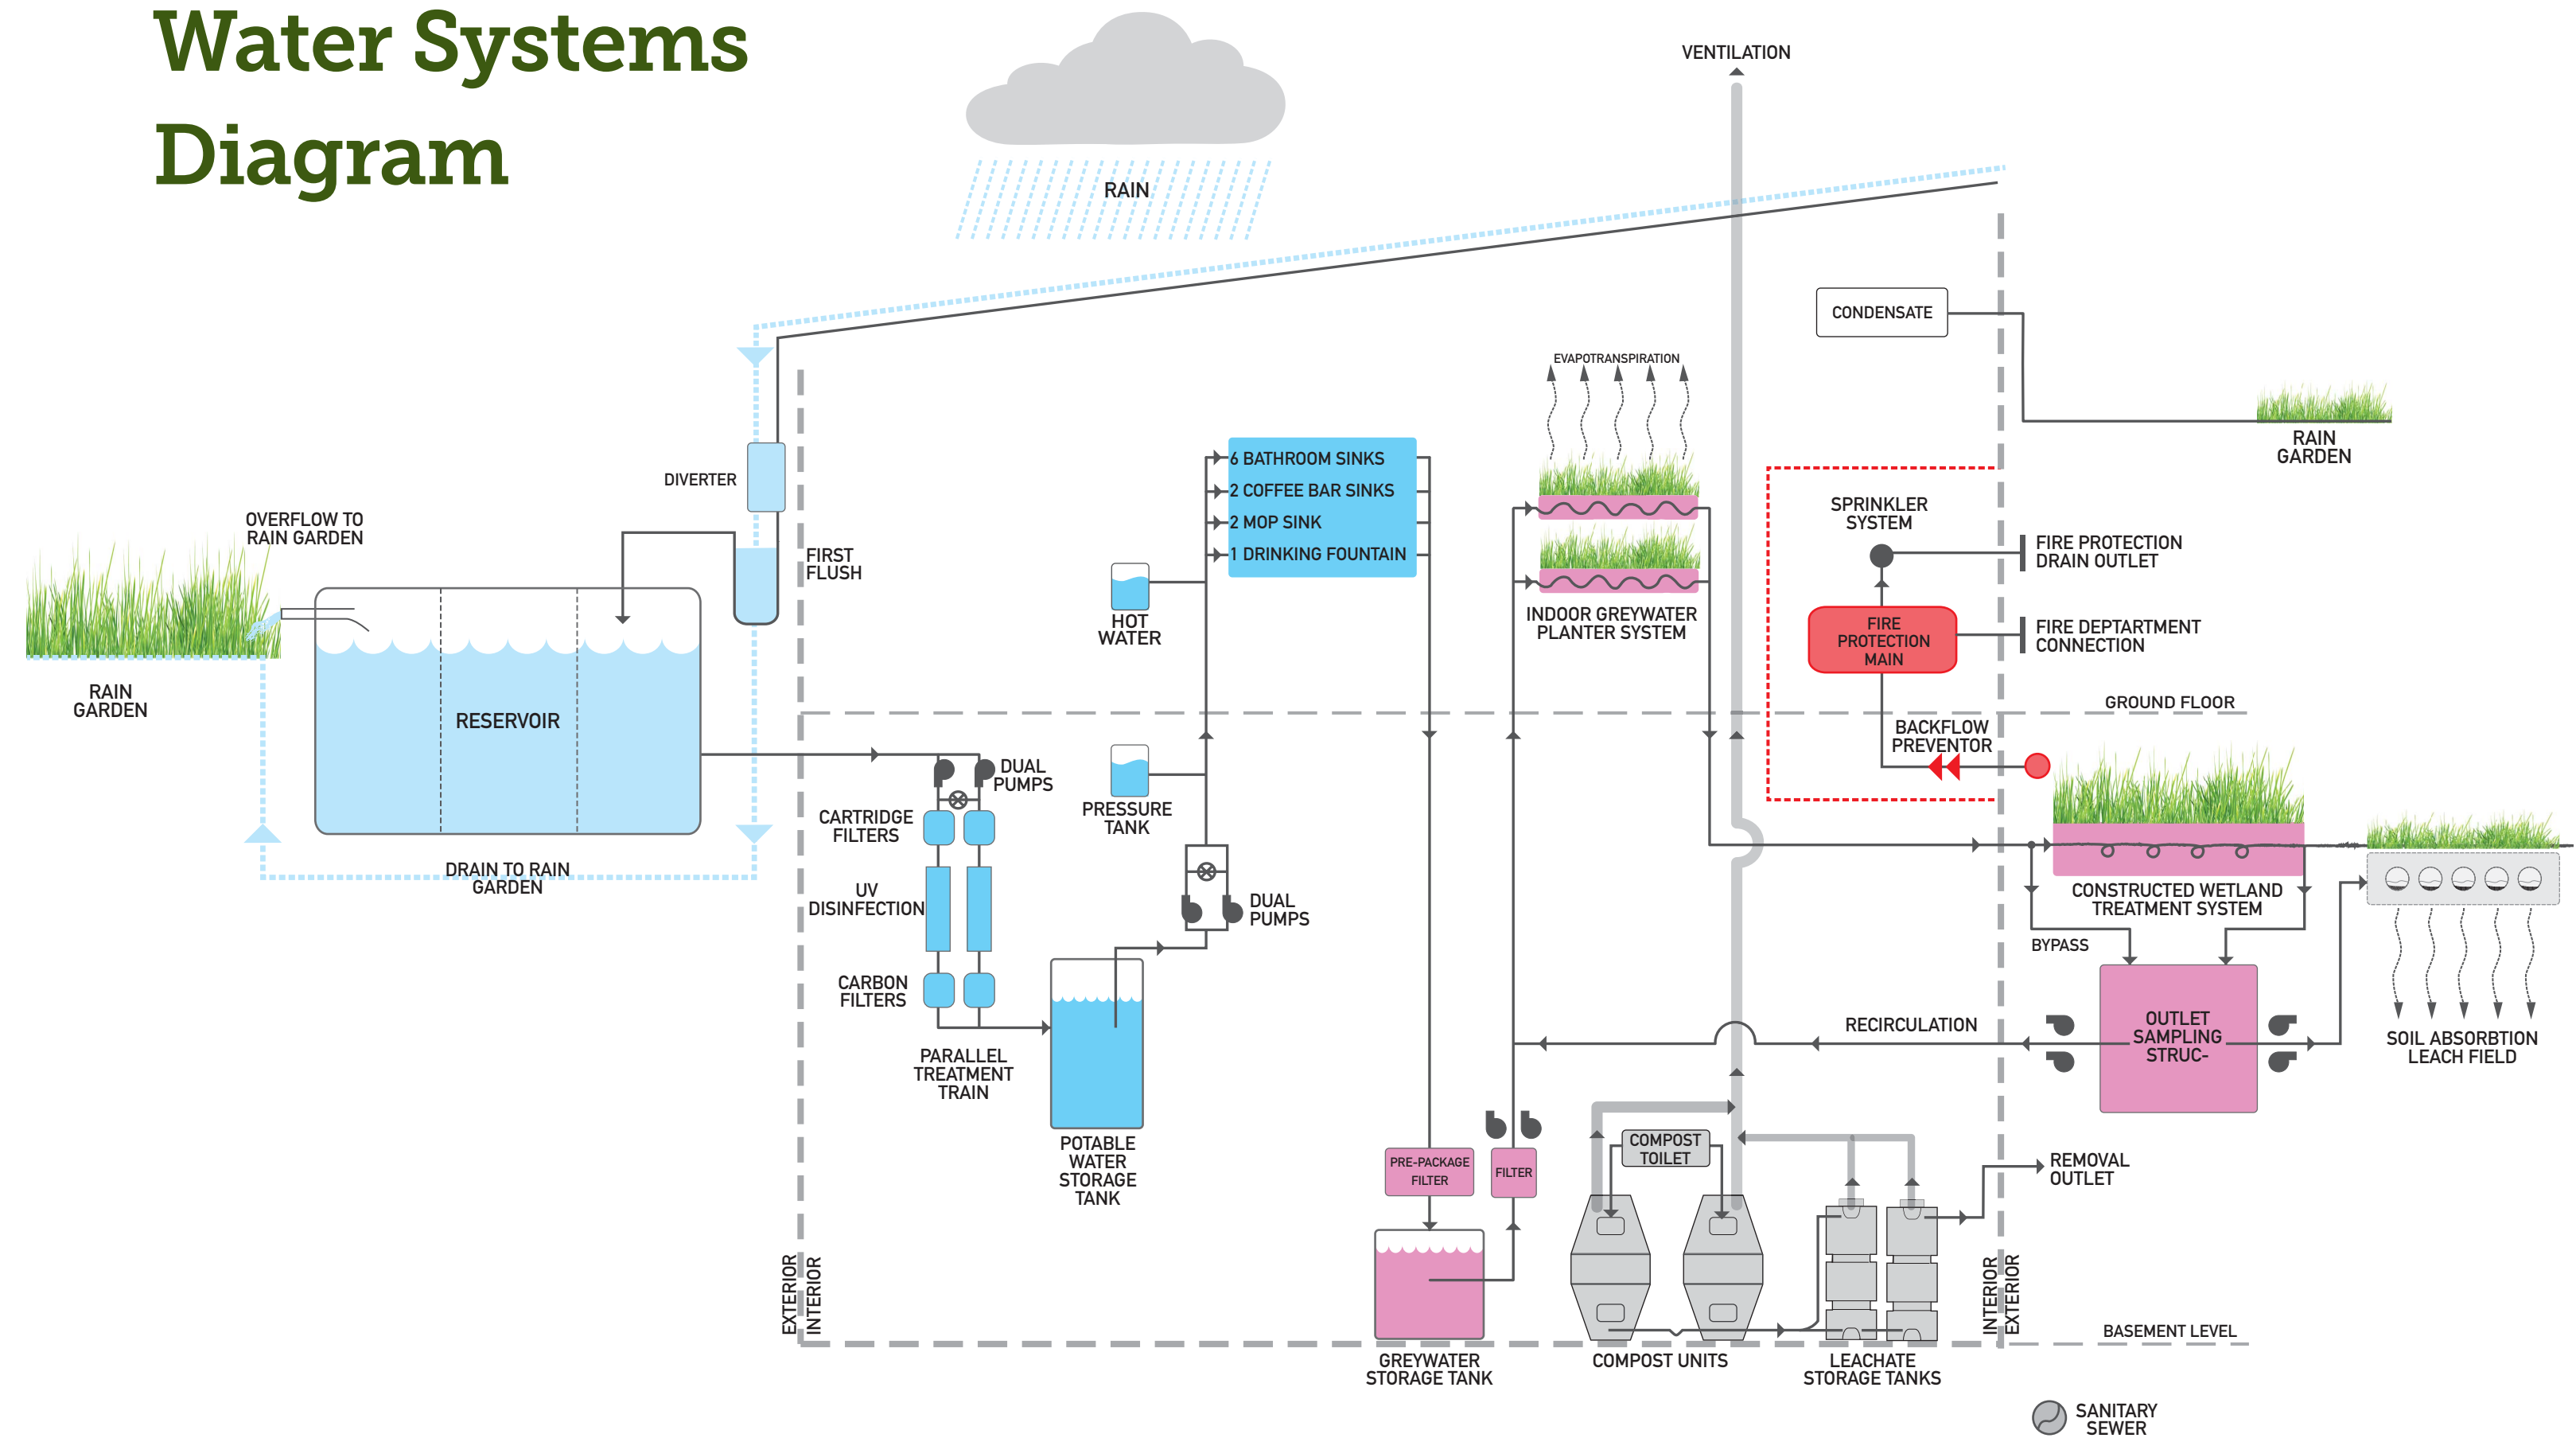 Water Systems
Diagram
RAIN
VENTILATION
CONDENSATE
EVAPOTRANSPIRATION
RAIN
GARDEN
DIVERTER
6 BATHROOM SINKS
2 COFFEE BAR SINKS
2 MOP SINK
1 DRINKING FOUNTAIN
OVERFLOW TO
RAIN GARDEN
FIRST
FLUSH
SPRINKLER
SYSTEM
FIRE PROTECTION
DRAIN OUTLET
HOT
WATER
INDOOR GREYWATER
PLANTER SYSTEM
FIRE
PROTECTION
MAIN
FIRE DEPTARTMENT
CONNECTION
RAIN
GARDEN
RESERVOIR
GROUND FLOOR
BACKFLOW
PREVENTOR
DUAL
PUMPS
PRESSURE
TANK
CARTRIDGE
FILTERS
DRAIN TO RAIN
GARDEN
UV
DISINFECTION
DUAL
PUMPS
CONSTRUCTED WETLAND
TREATMENT SYSTEM
BYPASS
CARBON
FILTERS
RECIRCULATION
OUTLET
SAMPLING
STRUC-
SOIL ABSORBTION
LEACH FIELD
PARALLEL
TREATMENT
TRAIN
POTABLE
WATER
STORAGE
TANK
PRE-PACKAGE
FILTER
FILTER
COMPOST
TOILET
REMOVAL
OUTLET
EXTERIOR
INTERIOR
INTERIOR
EXTERIOR
BASEMENT LEVEL
GREYWATER
STORAGE TANK
COMPOST UNITS
LEACHATE
STORAGE TANKS
SANITARY
SEWER